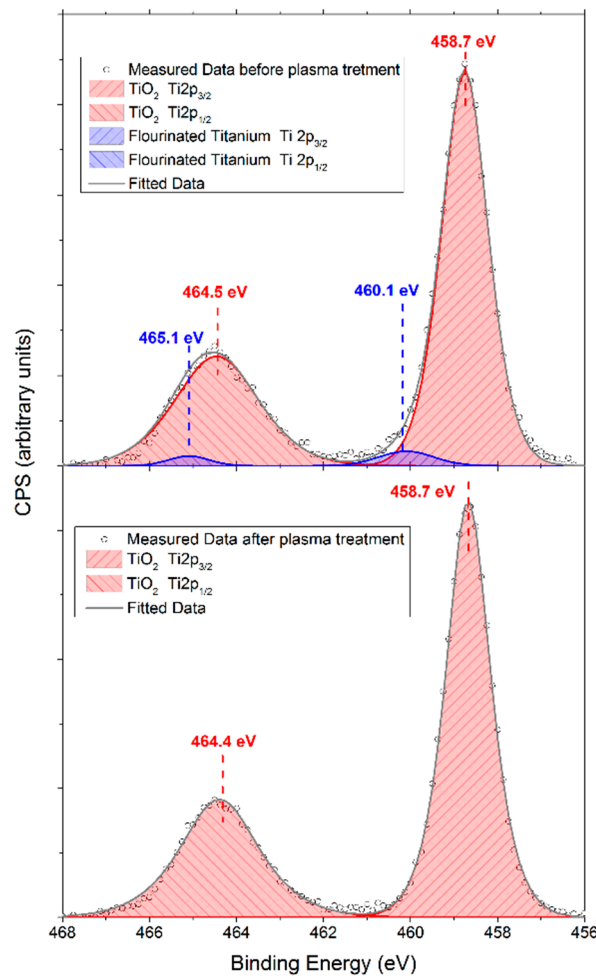 458.7 eV
Measured Data before plasma tretment
TiO₂ Ti2p₃/₂
TiO₂ Ti2p₁/₂
Flourinated Titanium Ti 2p₃/₂
Flourinated Titanium Ti 2p₁/₂
Fitted Data
464.5 eV
460.1 eV
465.1 eV
CPS (arbitrary units)
458.7 eV
Measured Data after plasma treatment
TiO₂ Ti2p₃/₂
TiO₂ Ti2p₁/₂
Fitted Data
464.4 eV
468 466 464 462 460 458 456
Binding Energy (eV)